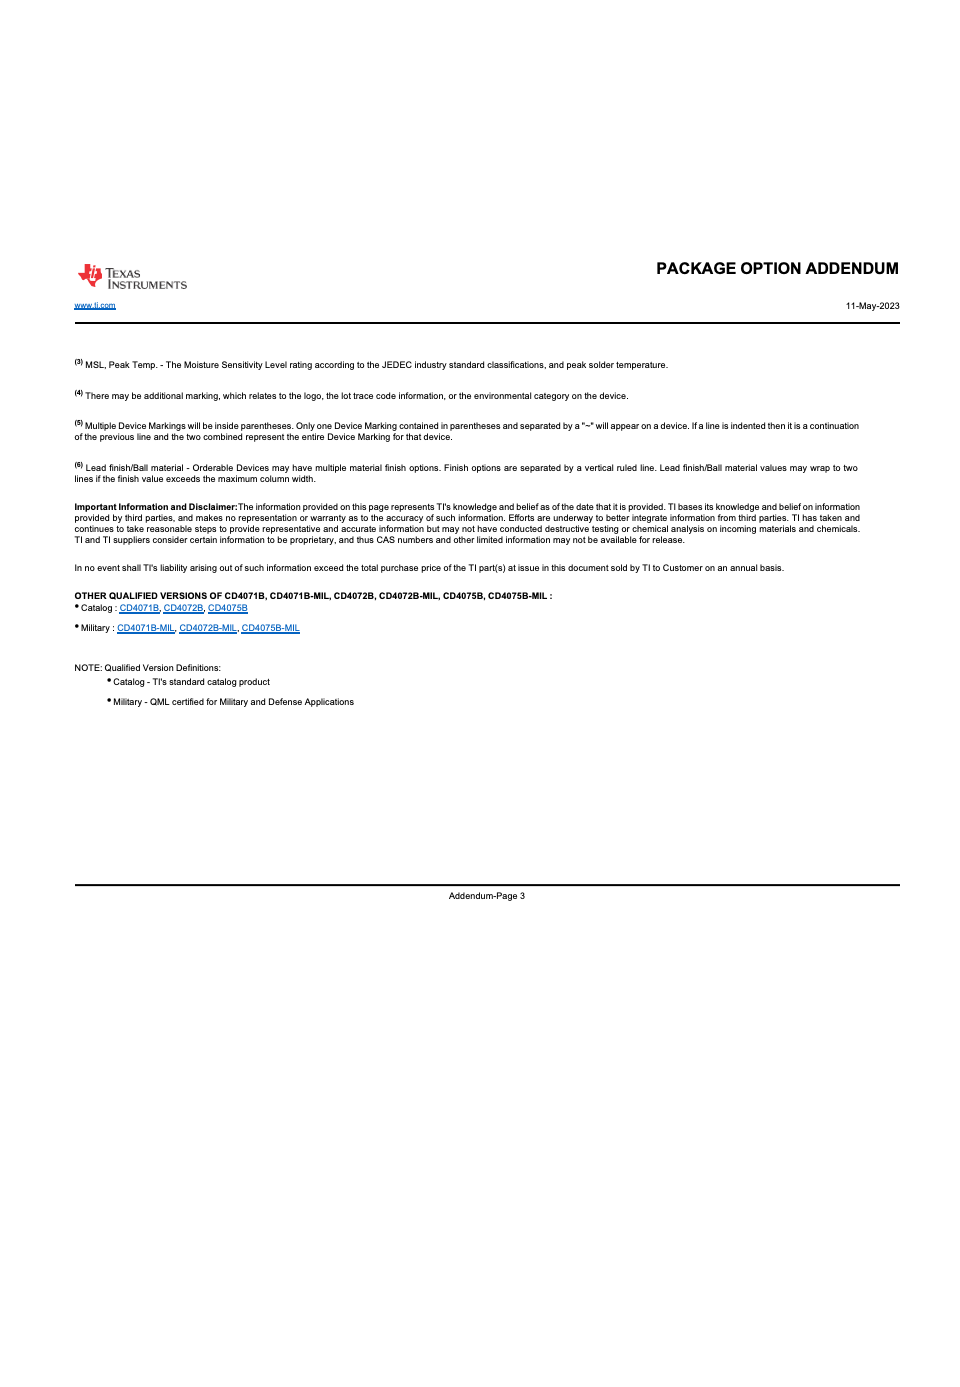 TEXAS
INSTRUMENTS
PACKAGE OPTION ADDENDUM
www.ti.com
11-May-2023
(3) MSL, Peak Temp. - The Moisture Sensitivity Level rating according to the JEDEC industry standard classifications, and peak solder temperature.
(4) There may be additional marking, which relates to the logo, the lot trace code information, or the environmental category on the device.
(5) Multiple Device Markings will be inside parentheses. Only one Device Marking contained in parentheses and separated by a "~" will appear on a device. If a line is indented then it is a continuation
of the previous line and the two combined represent the entire Device Marking for that device.
(6) Lead finish/Ball material - Orderable Devices may have multiple material finish options. Finish options are separated by a vertical ruled line. Lead finish/Ball material values may wrap to two
lines if the finish value exceeds the maximum column width.
Important Information and Disclaimer:The information provided on this page represents TI's knowledge and belief as of the date that it is provided. TI bases its knowledge and belief on information
provided by third parties, and makes no representation or warranty as to the accuracy of such information. Efforts are underway to better integrate information from third parties. TI has taken and
continues to take reasonable steps to provide representative and accurate information but may not have conducted destructive testing or chemical analysis on incoming materials and chemicals.
TI and TI suppliers consider certain information to be proprietary, and thus CAS numbers and other limited information may not be available for release.
In no event shall TI's liability arising out of such information exceed the total purchase price of the TI part(s) at issue in this document sold by TI to Customer on an annual basis.
OTHER QUALIFIED VERSIONS OF CD4071B, CD4071B-MIL, CD4072B, CD4072B-MIL, CD4075B, CD4075B-MIL :
• Catalog : CD4071B, CD4072B, CD4075B
• Military : CD4071B-MIL, CD4072B-MIL, CD4075B-MIL
NOTE: Qualified Version Definitions:
• Catalog - TI's standard catalog product
• Military - QML certified for Military and Defense Applications
Addendum-Page 3